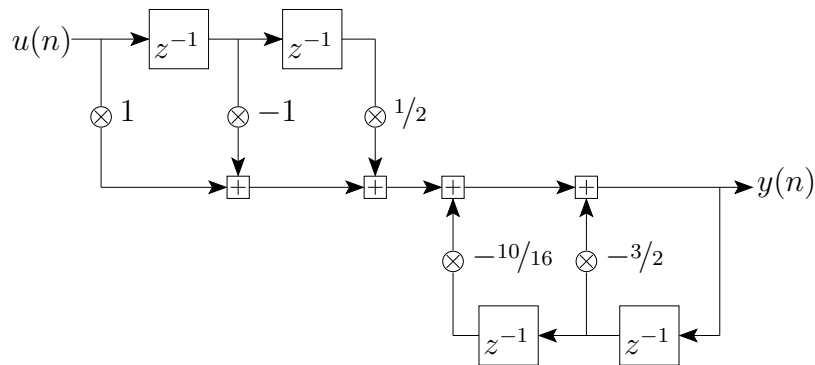 u(n) z⁻¹ z⁻¹
1 −1 1/2
+ + + + y(n)
−10/16 −3/2
z⁻¹ z⁻¹